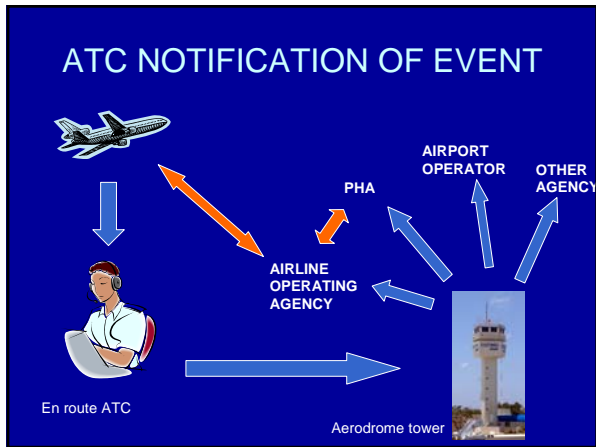 ATC NOTIFICATION OF EVENT
AIRPORT
OPERATOR
OTHER
AGENCY
PHA
AIRLINE
OPERATING
AGENCY
En route ATC
Aerodrome tower